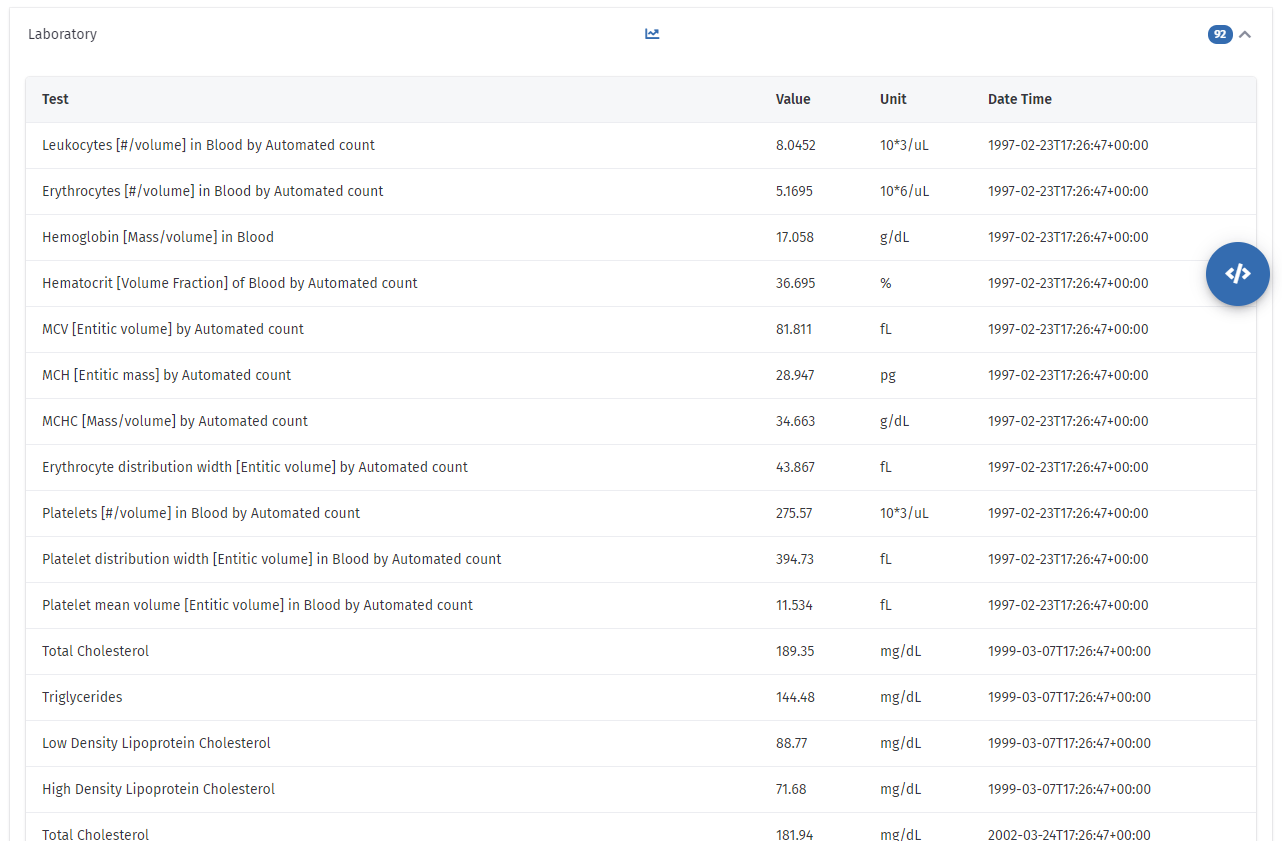 Laboratory 92
Test Value Unit Date Time
Leukocytes [#/volume] in Blood by Automated count 8.0452 10*3/uL 1997-02-23T17:26:47+00:00
Erythrocytes [#/volume] in Blood by Automated count 5.1695 10*6/uL 1997-02-23T17:26:47+00:00
Hemoglobin [Mass/volume] in Blood 17.058 g/dL 1997-02-23T17:26:47+00:00
Hematocrit [Volume Fraction] of Blood by Automated count 36.695 % 1997-02-23T17:26:47+00:00
MCV [Entitic volume] by Automated count 81.811 fL 1997-02-23T17:26:47+00:00
MCH [Entitic mass] by Automated count 28.947 pg 1997-02-23T17:26:47+00:00
MCHC [Mass/volume] by Automated count 34.663 g/dL 1997-02-23T17:26:47+00:00
Erythrocyte distribution width [Entitic volume] by Automated count 43.867 fL 1997-02-23T17:26:47+00:00
Platelets [#/volume] in Blood by Automated count 275.57 10*3/uL 1997-02-23T17:26:47+00:00
Platelet distribution width [Entitic volume] in Blood by Automated count 394.73 fL 1997-02-23T17:26:47+00:00
Platelet mean volume [Entitic volume] in Blood by Automated count 11.534 fL 1997-02-23T17:26:47+00:00
Total Cholesterol 189.35 mg/dL 1999-03-07T17:26:47+00:00
Triglycerides 144.48 mg/dL 1999-03-07T17:26:47+00:00
Low Density Lipoprotein Cholesterol 88.77 mg/dL 1999-03-07T17:26:47+00:00
High Density Lipoprotein Cholesterol 71.68 mg/dL 1999-03-07T17:26:47+00:00
Total Cholesterol 181.94 mg/dL 2002-03-24T17:26:47+00:00